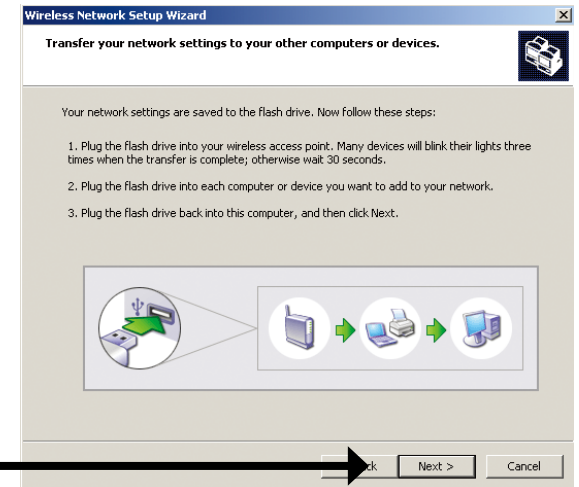 Wireless Network Setup Wizard
Transfer your network settings to your other computers or devices.
Your network settings are saved to the flash drive. Now follow these steps:
1. Plug the flash drive into your wireless access point. Many devices will blink their lights three
times when the transfer is complete; otherwise wait 30 seconds.
2. Plug the flash drive into each computer or device you want to add to your network.
3. Plug the flash drive back into this computer, and then click Next.
Next > Cancel